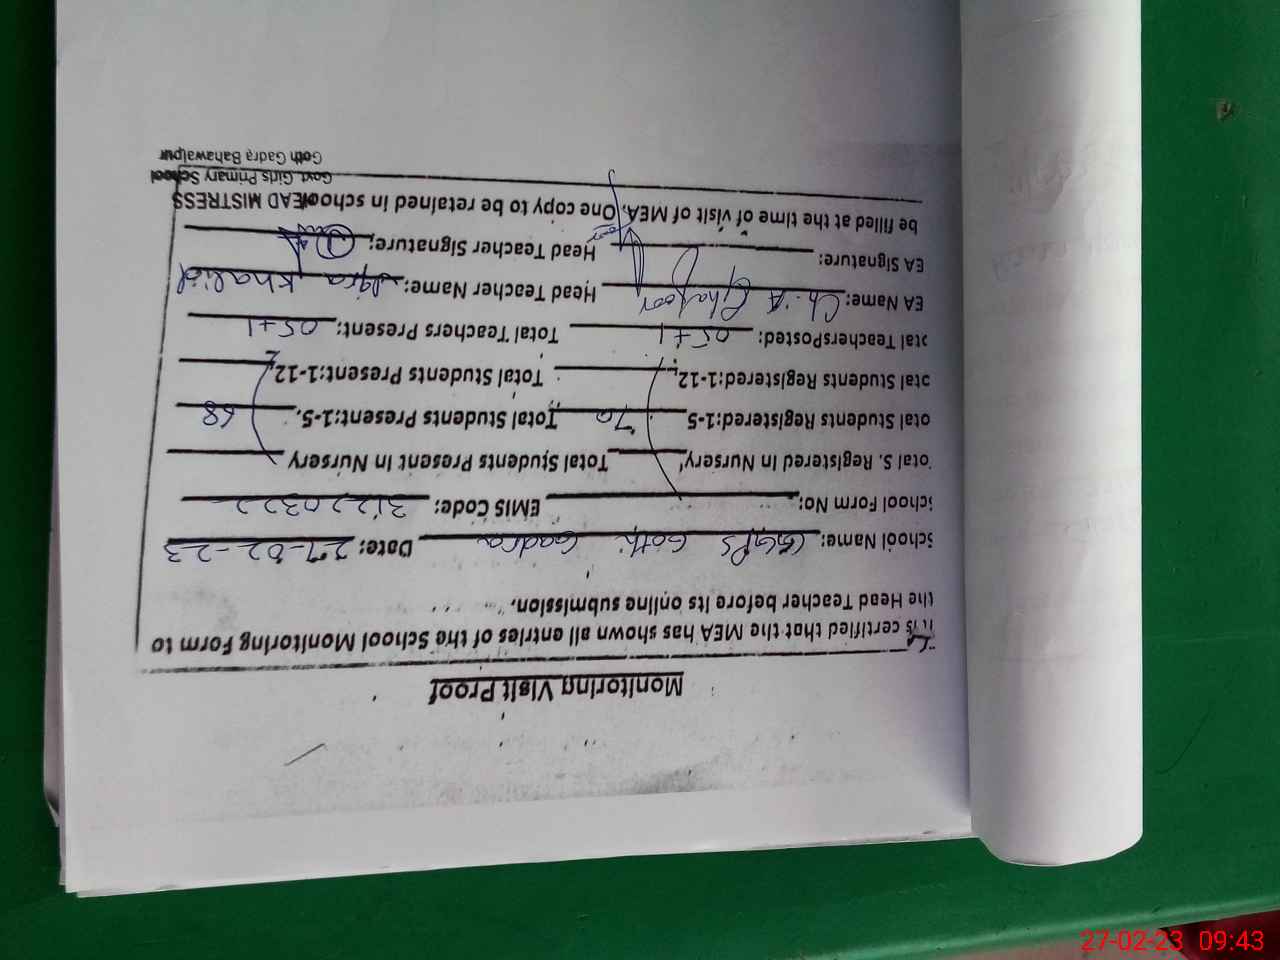 Monitoring Visit Proof
It is certified that the MEA has shown all entries of the School Monitoring Form to
the Head Teacher before its online submission.
School Name: GGPS Goth Gadra Date: 27-02-23
School Form No: EMIS Code: 31220322
otal S. Registered In Nursery Total Students Present In Nursery
otal Students Registered:1-5 70 Total Students Present:1-5. 68
otal Students Registered:1-12 Total Students Present:1-12
otal TeachersPosted: 05+1 Total Teachers Present: 05+1
EA Name: Ch. A Ghafoor Head Teacher Name: Iqra Khalid
EA Signature: Head Teacher Signature:
be filled at the time of visit of MEA. One copy to be retained in school HEAD MISTRESS
Govt. Girls Primary School
Goth Gadra Bahawalpur
27-02-23 09:43